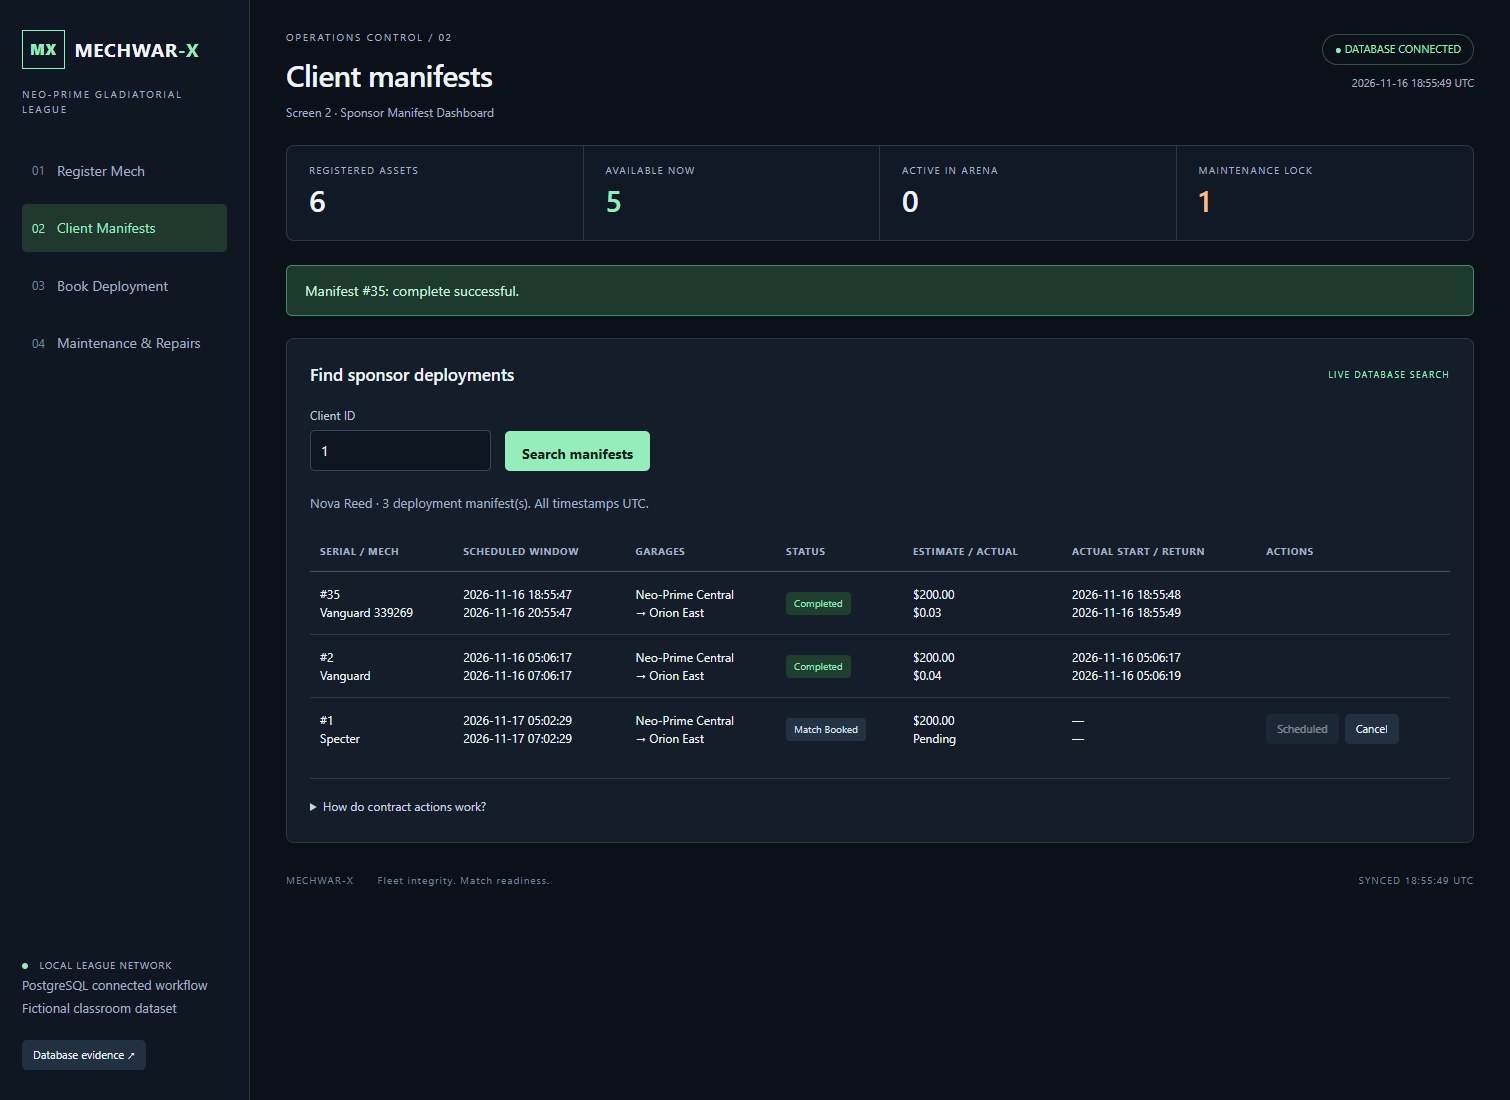 MX MECHWAR-X
NEO-PRIME GLADIATORIAL
LEAGUE
01 Register Mech
02 Client Manifests
03 Book Deployment
04 Maintenance & Repairs
LOCAL LEAGUE NETWORK
PostgreSQL connected workflow
Fictional classroom dataset
Database evidence ↗
OPERATIONS CONTROL / 02
Client manifests
Screen 2 · Sponsor Manifest Dashboard
● DATABASE CONNECTED
2026-11-16 18:55:49 UTC
REGISTERED ASSETS
6
AVAILABLE NOW
5
ACTIVE IN ARENA
0
MAINTENANCE LOCK
1
Manifest #35: complete successful.
Find sponsor deployments
LIVE DATABASE SEARCH
Client ID
1
Search manifests
Nova Reed · 3 deployment manifest(s). All timestamps UTC.
SERIAL / MECH SCHEDULED WINDOW GARAGES STATUS ESTIMATE / ACTUAL ACTUAL START / RETURN ACTIONS
#35 2026-11-16 18:55:47 Neo-Prime Central Completed $200.00 2026-11-16 18:55:48
Vanguard 339269 2026-11-16 20:55:47 → Orion East $0.03 2026-11-16 18:55:49
#2 2026-11-16 05:06:17 Neo-Prime Central Completed $200.00 2026-11-16 05:06:17
Vanguard 2026-11-16 07:06:17 → Orion East $0.04 2026-11-16 05:06:19
#1 2026-11-17 05:02:29 Neo-Prime Central Match Booked $200.00 — Scheduled Cancel
Specter 2026-11-17 07:02:29 → Orion East Pending —
▶ How do contract actions work?
MECHWAR-X Fleet integrity. Match readiness.
SYNCED 18:55:49 UTC